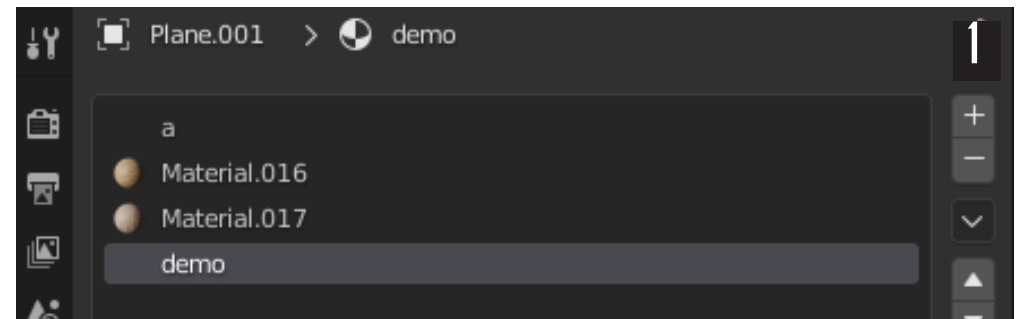 Plane.001 > demo
1
a
Material.016
Material.017
demo